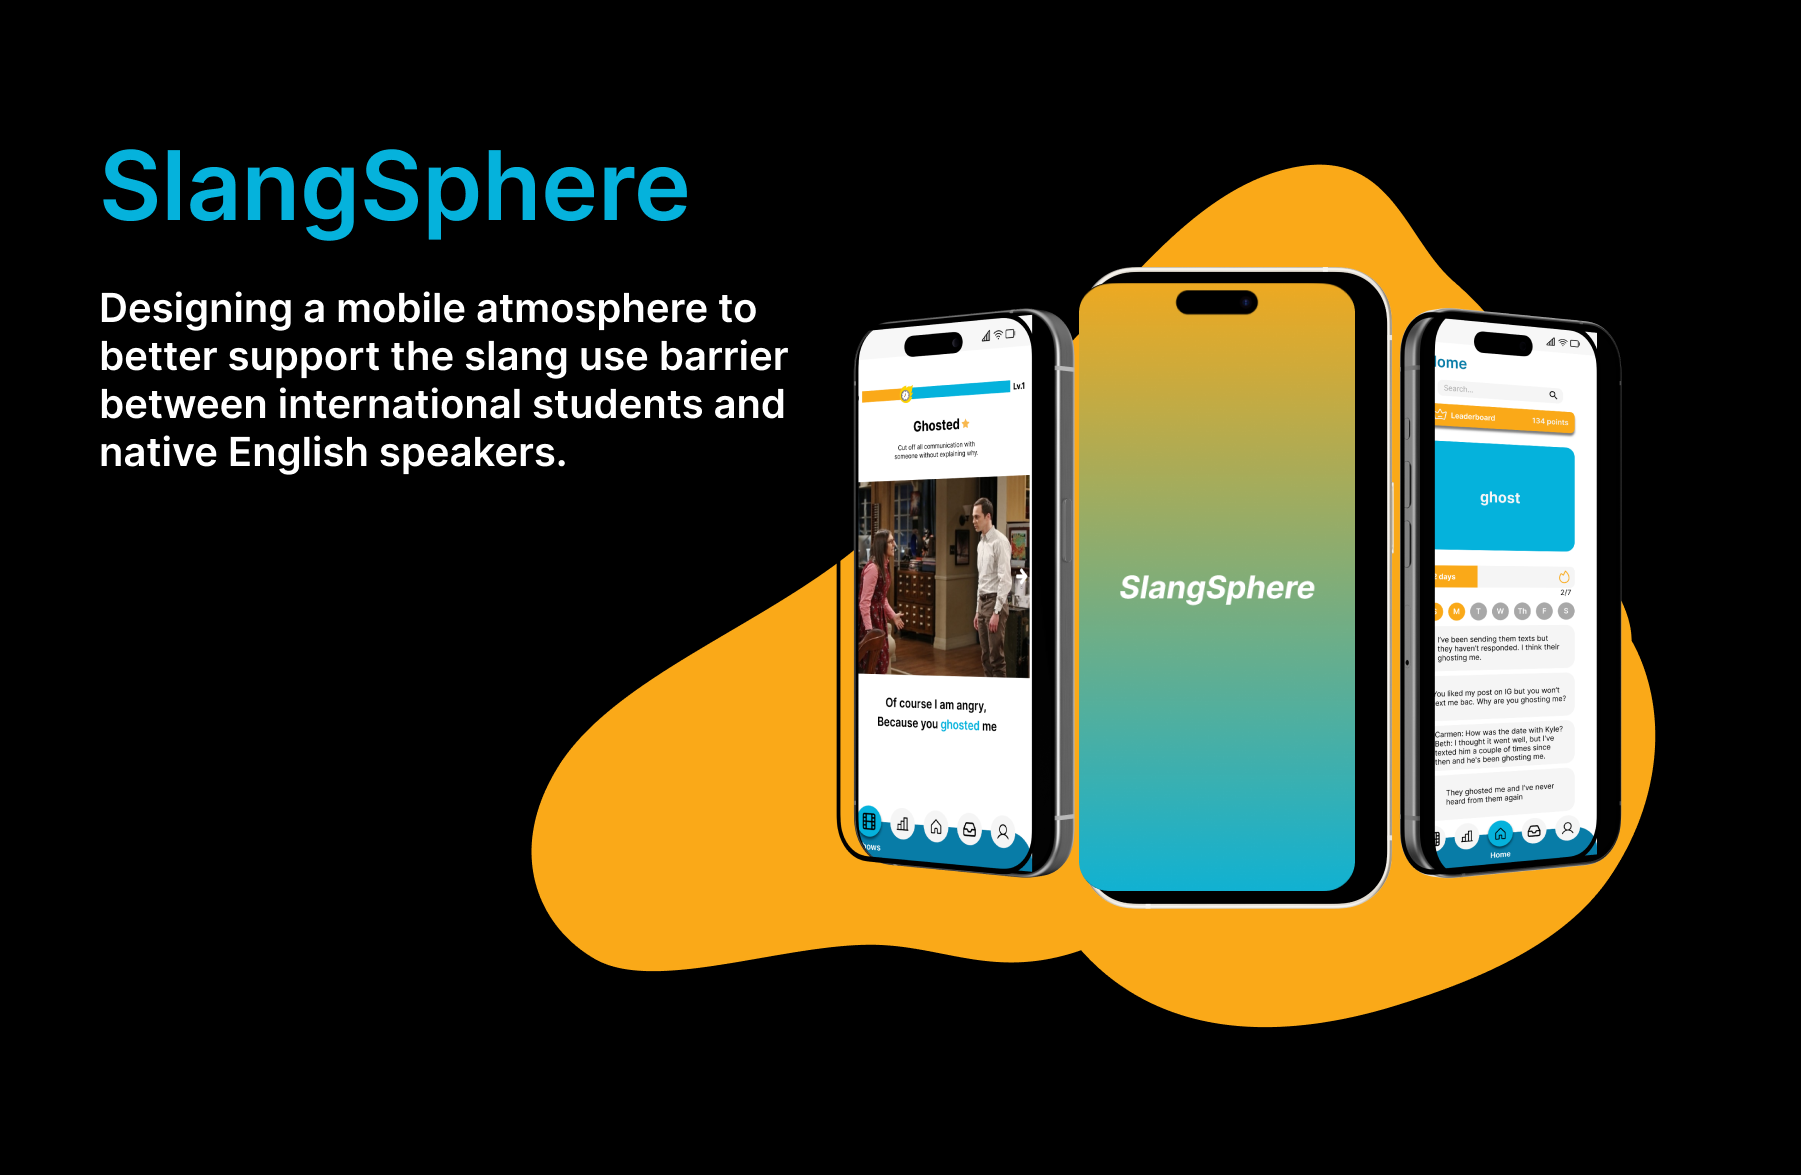 SlangSphere
Designing a mobile atmosphere to
better support the slang use barrier
between international students and
native English speakers.
Lv.1
Ghosted
Cut off all communication with
someone without explaining why.
Of course I am angry,
Because you ghosted me
ows
SlangSphere
ome
Search...
Leaderboard
134 points
ghost
days
2/7
M T W Th F S
I've been sending them texts but
they haven't responded. I think their
ghosting me.
You liked my post on IG but you won't
ext me bac. Why are you ghosting me?
Carmen: How was the date with Kyle?
Beth: I thought it went well, but I've
texted him a couple of times since
then and he's been ghosting me.
They ghosted me and I've never
heard from them again
Home